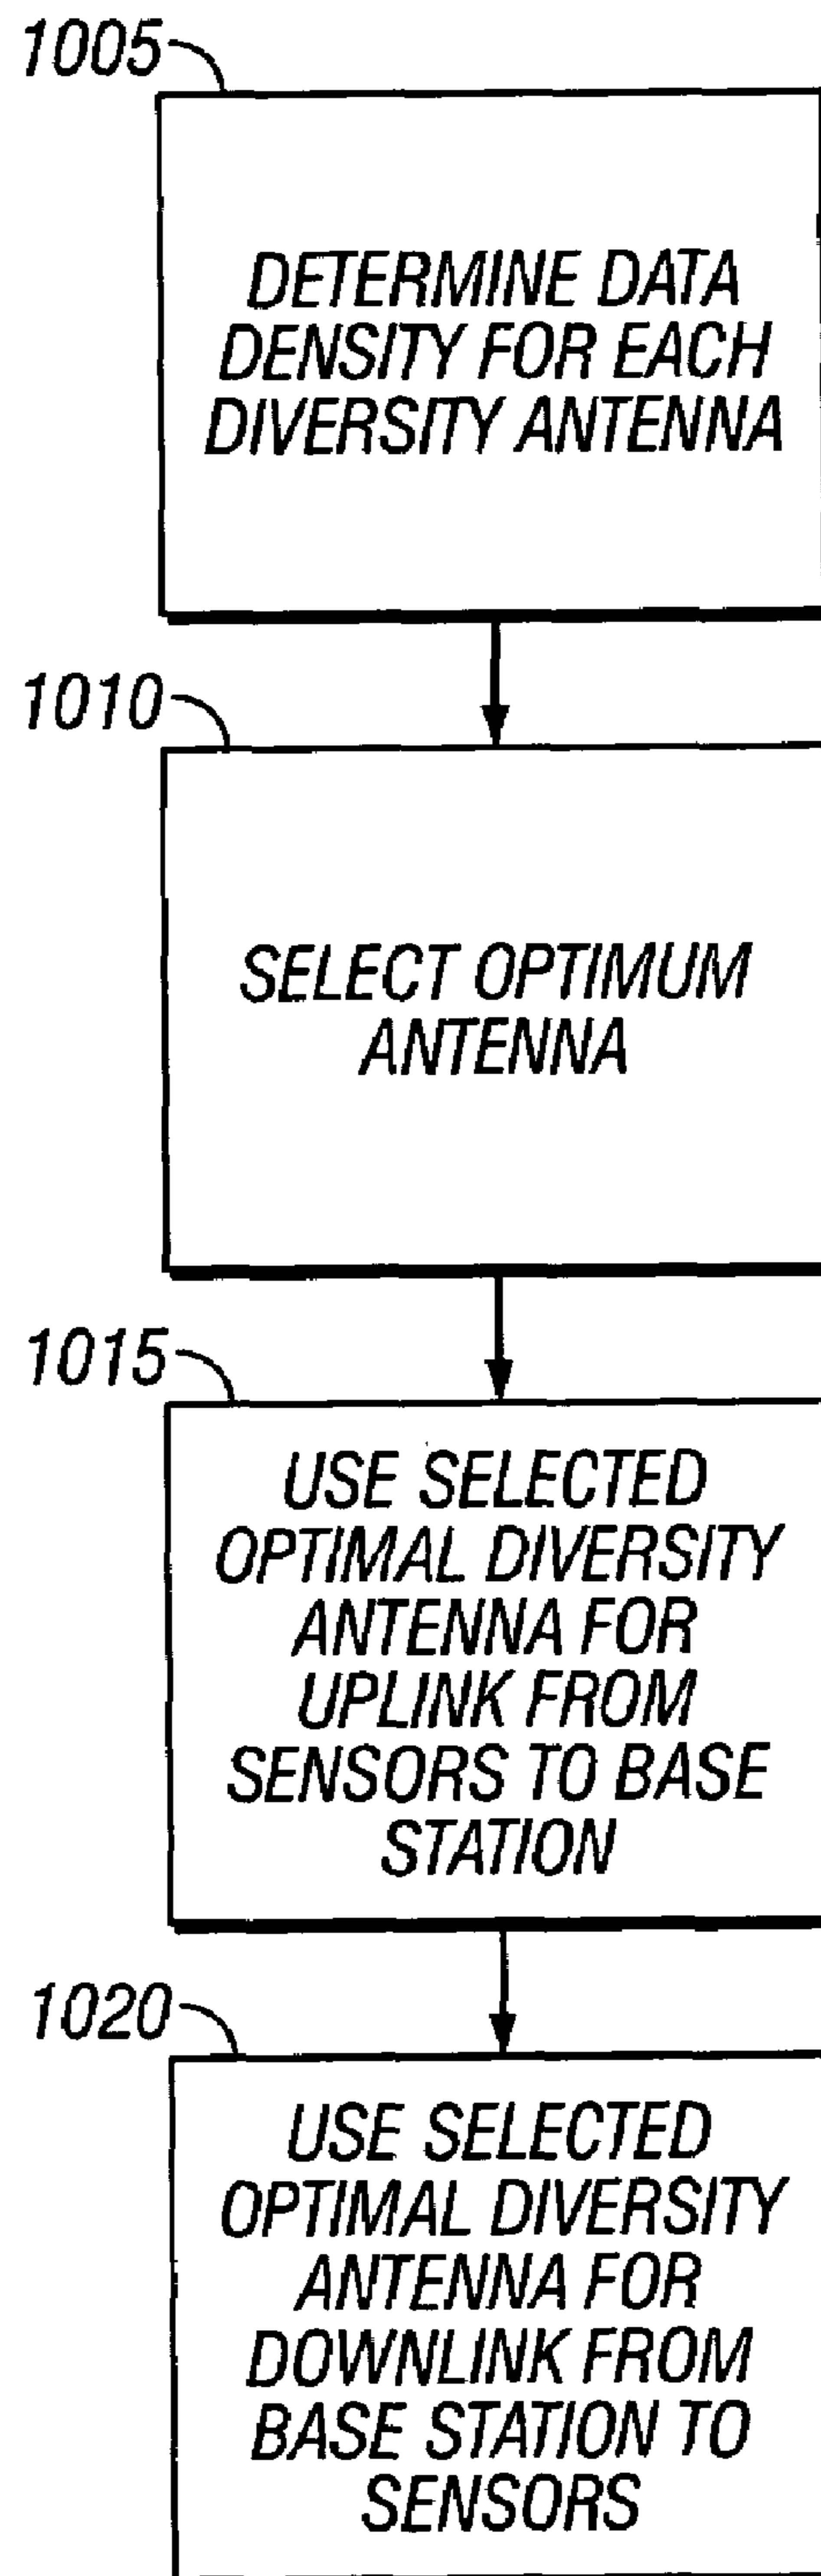 1005
DETERMINE DATA
DENSITY FOR EACH
DIVERSITY ANTENNA
1010
SELECT OPTIMUM
ANTENNA
1015
USE SELECTED
OPTIMAL DIVERSITY
ANTENNA FOR
UPLINK FROM
SENSORS TO BASE
STATION
1020
USE SELECTED
OPTIMAL DIVERSITY
ANTENNA FOR
DOWNLINK FROM
BASE STATION TO
SENSORS